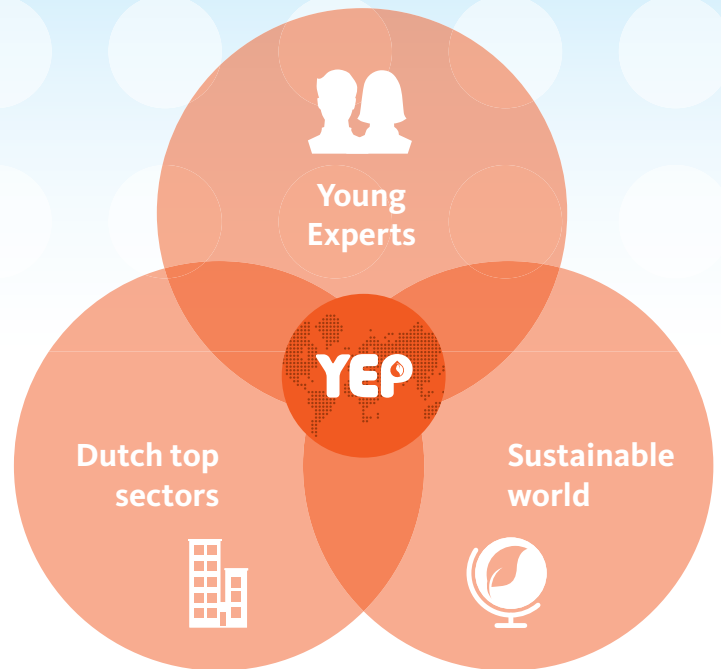 Young
Experts
YEP
Dutch top
sectors
Sustainable
world